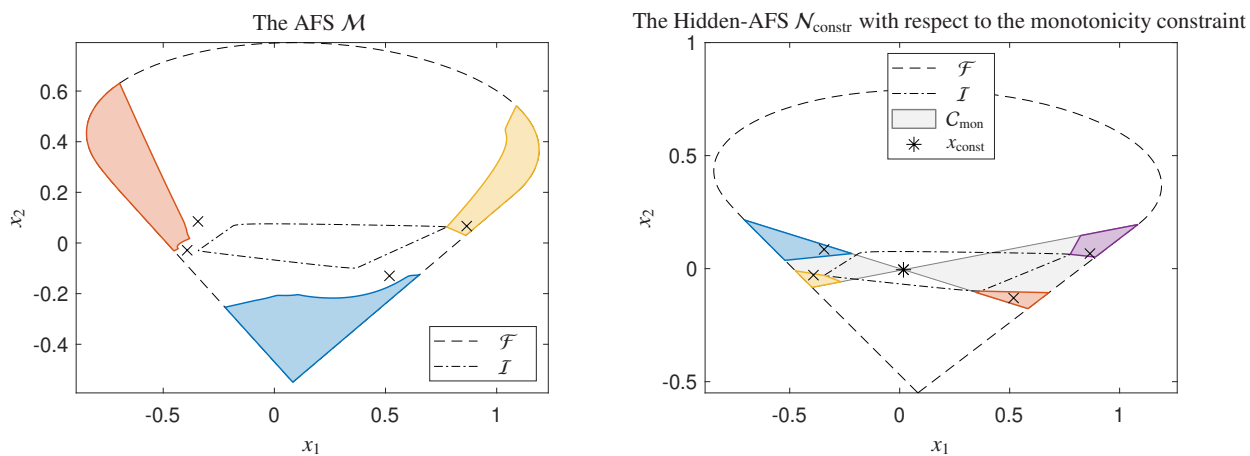 The AFS ℳ
0.6
0.4
0.2
0
-0.2
-0.4
x₂
-0.5
0
0.5
1
x₁
ℱ
ℐ
The Hidden-AFS 𝒩constr with respect to the monotonicity constraint
1
0.5
0
-0.5
x₂
-0.5
0
0.5
1
x₁
ℱ
ℐ
𝒞mon
xconst